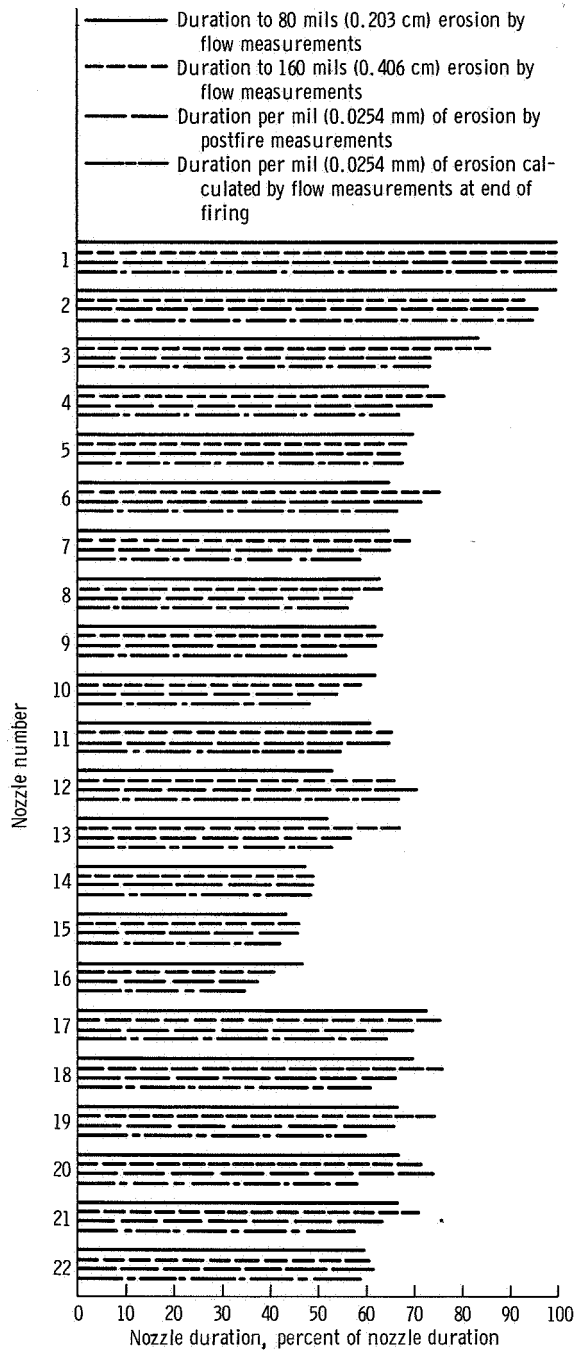 Duration to 80 mils (0.203 cm) erosion by
flow measurements
Duration to 160 mils (0.406 cm) erosion by
flow measurements
Duration per mil (0.0254 mm) of erosion by
postfire measurements
Duration per mil (0.0254 mm) of erosion cal-
culated by flow measurements at end of
firing
Nozzle number
1
2
3
4
5
6
7
8
9
10
11
12
13
14
15
16
17
18
19
20
21
22
0 10 20 30 40 50 60 70 80 90 100
Nozzle duration, percent of nozzle duration